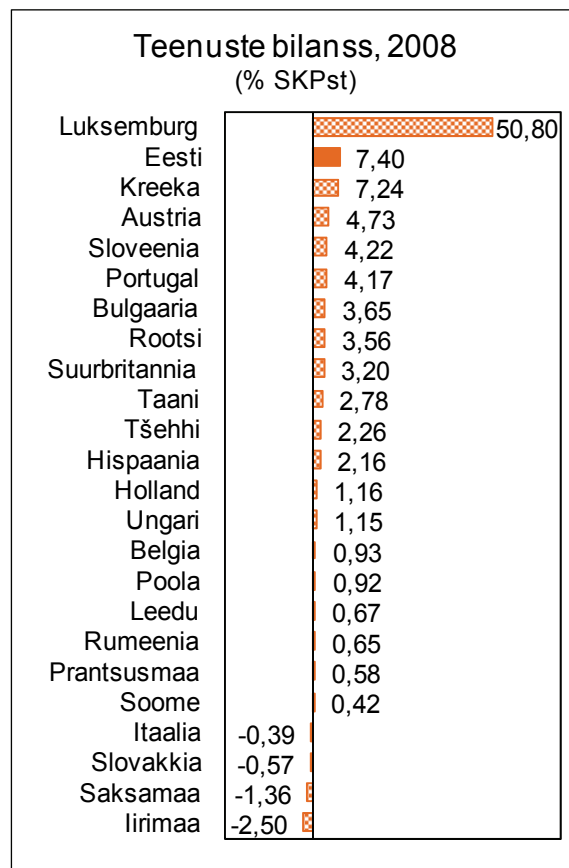 Teenuste bilanss, 2008
(% SKPst)
Luksemburg 50,80
Eesti 7,40
Kreeka 7,24
Austria 4,73
Sloveenia 4,22
Portugal 4,17
Bulgaaria 3,65
Rootsi 3,56
Suurbritannia 3,20
Taani 2,78
Tšehhi 2,26
Hispaania 2,16
Holland 1,16
Ungari 1,15
Belgia 0,93
Poola 0,92
Leedu 0,67
Rumeenia 0,65
Prantsusmaa 0,58
Soome 0,42
Itaalia -0,39
Slovakkia -0,57
Saksamaa -1,36
Iirimaa -2,50